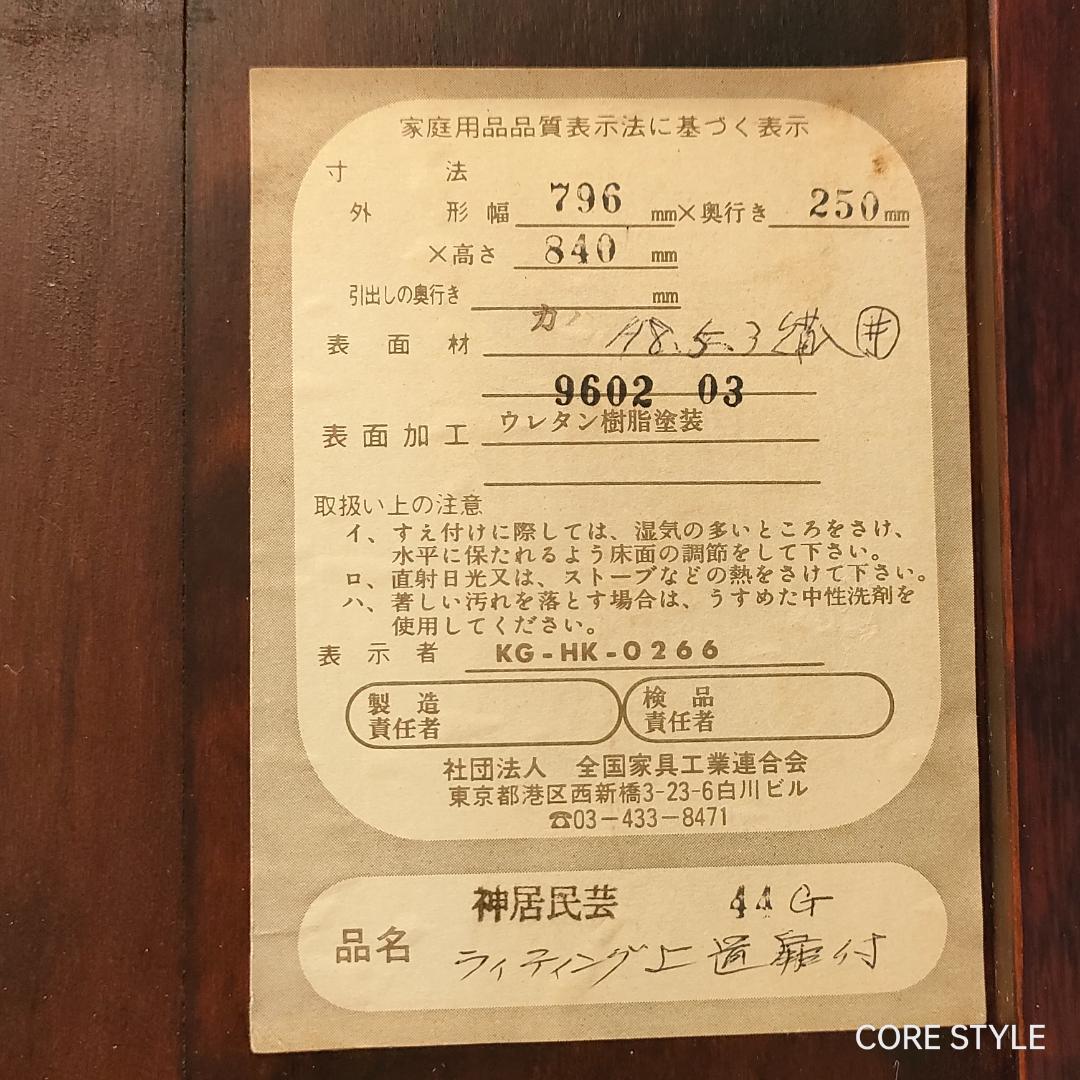 家庭用品品質表示法に基づく表示
寸法
外形 幅 796 mm×奥行き 250mm
×高さ 840 mm
引出しの奥行き mm
カ
表面材 H8.5.3 井
9602 03
表面加工 ウレタン樹脂塗装
取扱い上の注意
イ、すえ付けに際しては、湿気の多いところをさけ、
水平に保たれるよう床面の調節をして下さい。
ロ、直射日光又は、ストーブなどの熱をさけて下さい。
ハ、著しい汚れを落とす場合は、うすめた中性洗剤を
使用してください。
表示者 KG-HK-0266
製造 検品
責任者 責任者
社団法人 全国家具工業連合会
東京都港区西新橋3-23-6白川ビル
☎03-433-8471
神居民芸 44G
品名 ライティング上置 付
CORE STYLE